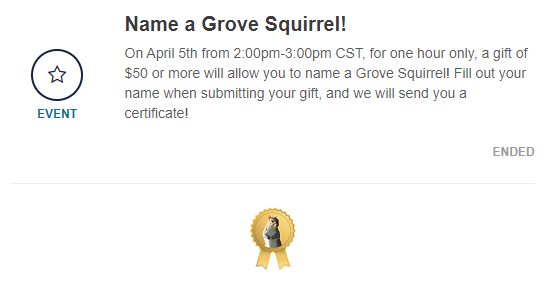 Name a Grove Squirrel!
On April 5th from 2:00pm-3:00pm CST, for one hour only, a gift of
$50 or more will allow you to name a Grove Squirrel! Fill out your
name when submitting your gift, and we will send you a
certificate!
EVENT
ENDED